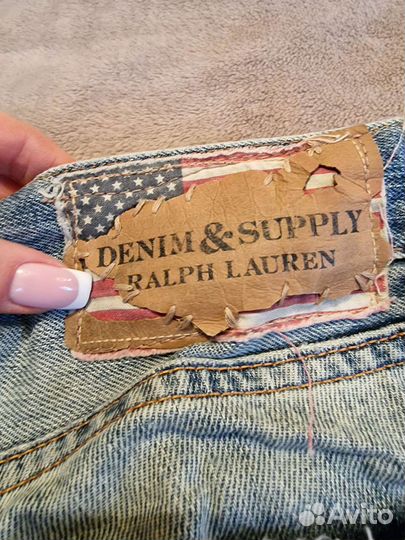 DENIM & SUPPLY
RALPH LAUREN
Avito